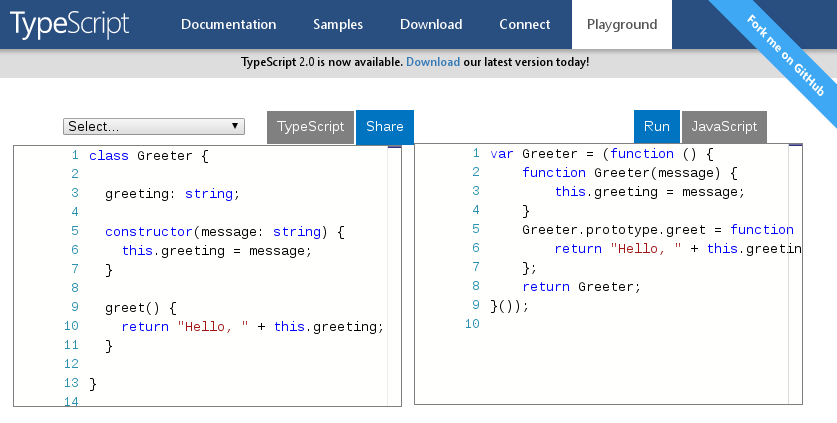 TypeScript
Documentation Samples Download Connect Playground
Fork me on GitHub
TypeScript 2.0 is now available. Download our latest version today!
Select...
TypeScript Share
1 class Greeter {
2
3 greeting: string;
4
5 constructor(message: string) {
6 this.greeting = message;
7 }
8
9 greet() {
10 return "Hello, " + this.greeting;
11 }
12
13 }
14
Run JavaScript
1 var Greeter = (function () {
2 function Greeter(message) {
3 this.greeting = message;
4 }
5 Greeter.prototype.greet = function
6 return "Hello, " + this.greetin
7 };
8 return Greeter;
9 }());
10